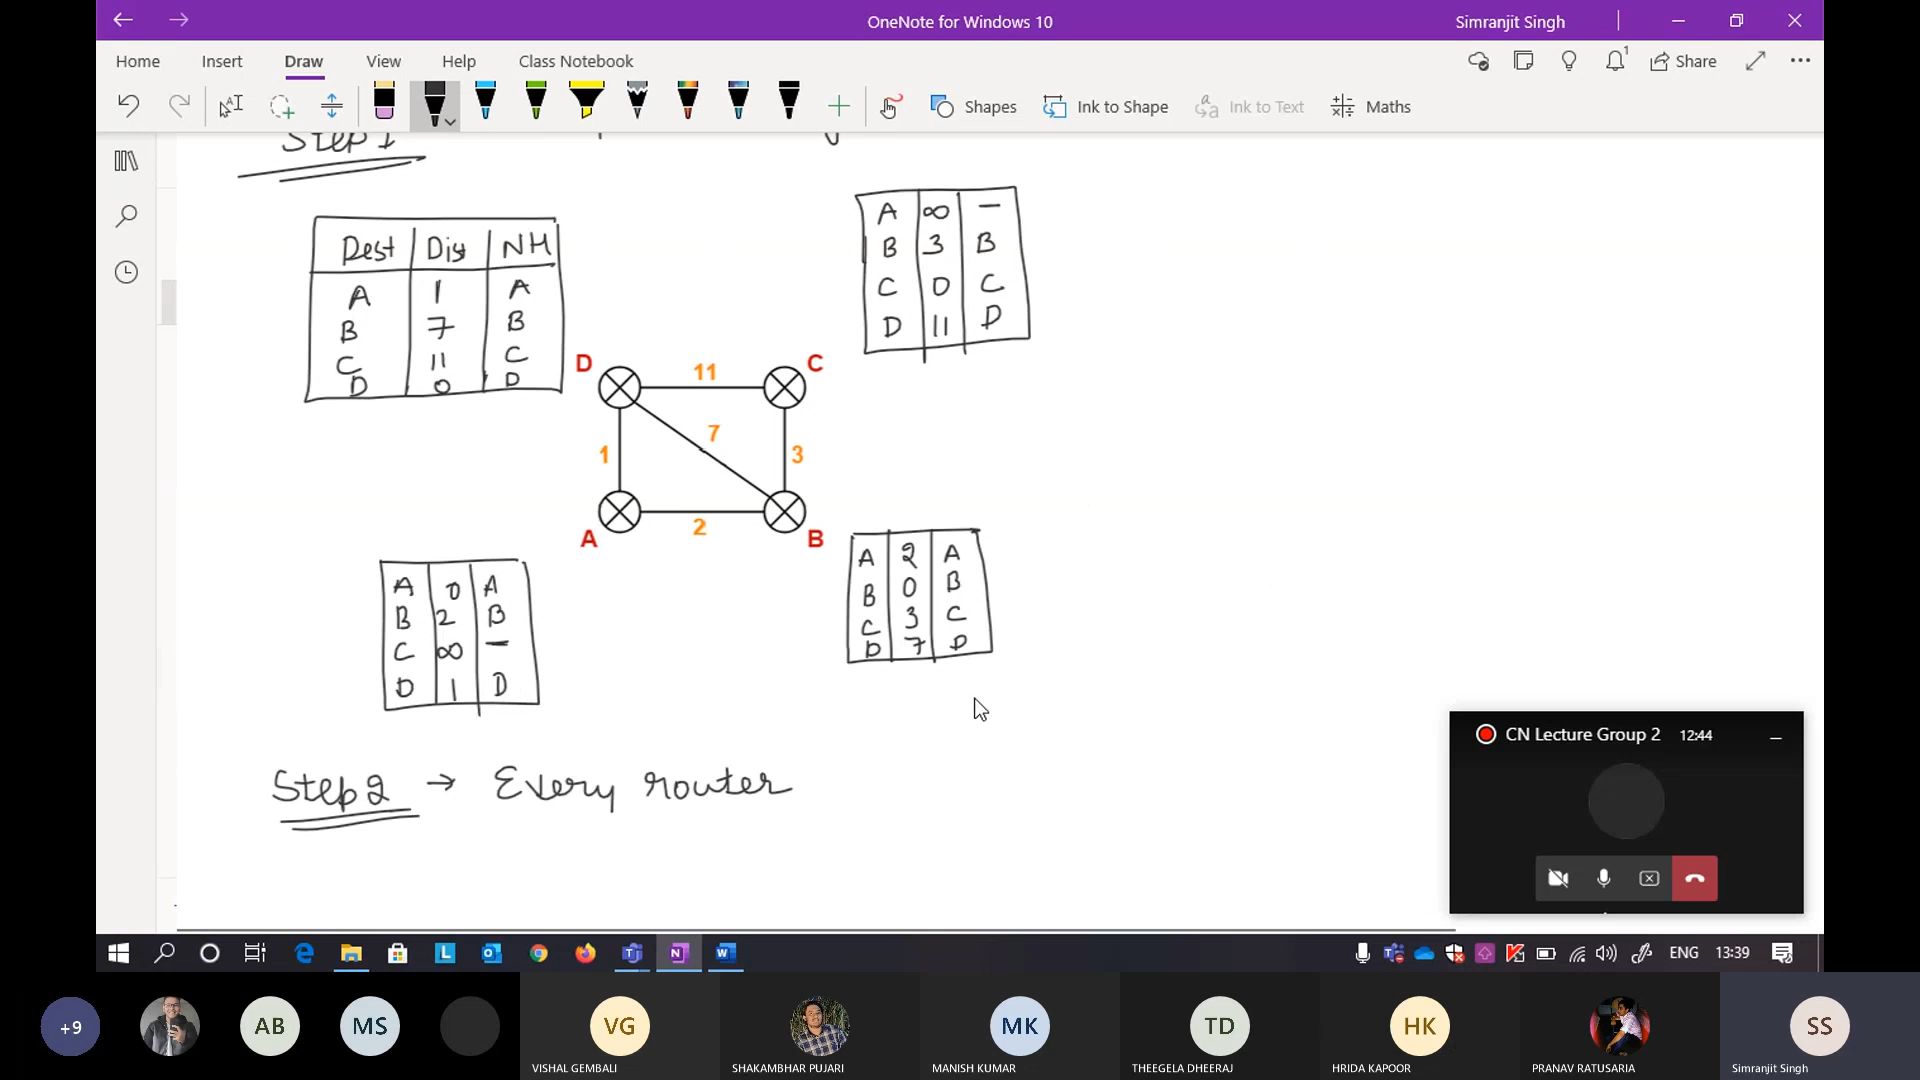 OneNote for Windows 10
Simranjit Singh
Home Insert Draw View Help Class Notebook
1
Share
Shapes
Ink to Shape
Ink to Text
Maths
Step 1
Dest Dis NH
A 1 A
B 7 B
C 11 C
D 0 D
A ∞ –
B 3 B
C 0 C
D 11 D
D 11 C
7
1 3
A 2 B
A 0 A
B 2 B
C ∞ –
D 1 D
A 2 A
B 0 B
C 3 C
D 7 D
Step 2 → Every router
CN Lecture Group 2 12:44
ENG 13:39
+9
AB
MS
VG
MK
TD
HK
SS
VISHAL GEMBALI
SHAKAMBHAR PUJARI
MANISH KUMAR
THEEGELA DHEERAJ
HRIDA KAPOOR
PRANAV RATUSARIA
Simranjit Singh